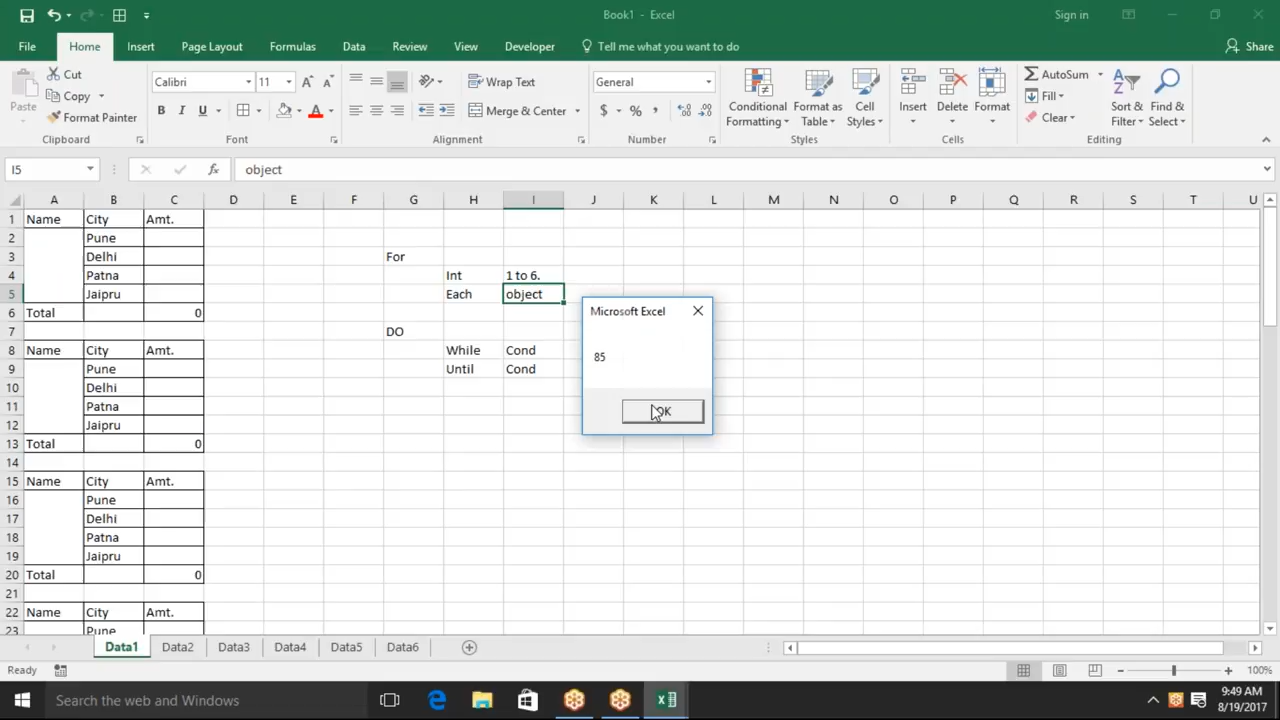 Book1 - Excel
Sign in
File Home Insert Page Layout Formulas Data Review View Developer Tell me what you want to do Share
Paste
Cut
Copy
Format Painter
Clipboard
Calibri 11
B I U
Font
Wrap Text
Merge & Center
Alignment
General
$ % ,
Number
Conditional Formatting
Format as Table
Cell Styles
Styles
Insert
Delete
Format
Cells
AutoSum
Fill
Clear
Sort & Filter
Find & Select
Editing
I5 fx object
A B C D E F G H I J K L M N O P Q R S T U
1 Name City Amt.
2 Pune
3 Delhi For
4 Patna Int 1 to 6.
5 Jaipru Each object
6 Total 0
7 DO
8 Name City Amt. While Cond
9 Pune Until Cond
10 Delhi
11 Patna
12 Jaipru
13 Total 0
14
15 Name City Amt.
16 Pune
17 Delhi
18 Patna
19 Jaipru
20 Total 0
21
22 Name City Amt.
23 Pune
Microsoft Excel
85
OK
Data1 Data2 Data3 Data4 Data5 Data6
Ready 100%
Search the web and Windows
9:49 AM
8/19/2017